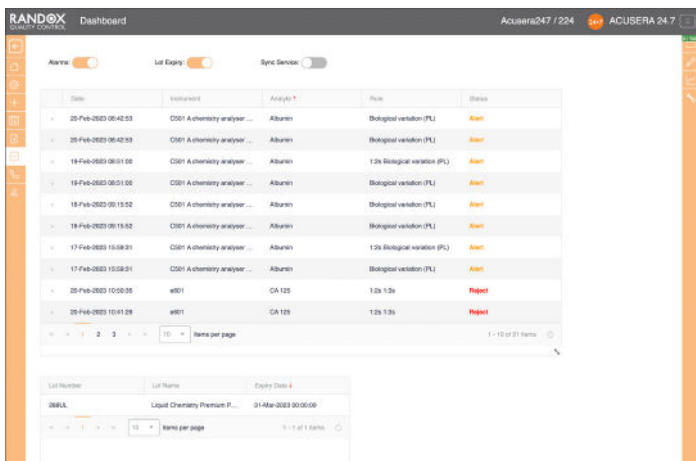 RANDOX Dashboard Acusera247 / 224 24•7 ACUSERA 24.7
QUALITY CONTROL
Alarms: Lot Expiry: Sync Service:
Date Instrument Analyte Rule Status
20-Feb-2023 08:42:53 C501 A chemistry analyser ... Albumin Biological variation (PL) Alert
20-Feb-2023 08:42:53 C501 A chemistry analyser ... Albumin Biological variation (PL) Alert
19-Feb-2023 08:51:00 C501 A chemistry analyser ... Albumin 1:2s Biological variation (PL) Alert
19-Feb-2023 08:51:00 C501 A chemistry analyser ... Albumin Biological variation (PL) Alert
18-Feb-2023 09:15:52 C501 A chemistry analyser ... Albumin Biological variation (PL) Alert
18-Feb-2023 09:15:52 C501 A chemistry analyser ... Albumin Biological variation (PL) Alert
17-Feb-2023 15:59:31 C501 A chemistry analyser ... Albumin 1:2s Biological variation (PL) Alert
17-Feb-2023 15:59:31 C501 A chemistry analyser ... Albumin Biological variation (PL) Alert
20-Feb-2023 10:50:35 e601 CA 125 1:2s 1:3s Reject
20-Feb-2023 10:41:29 e601 CA 125 1:2s 1:3s Reject
1 2 3 10 items per page 1 - 10 of 21 items
Lot Number Lot Name Expiry Date
Liquid Chemistry Premium P... 31-Mar-2023 00:00:00
1 10 items per page 1 - 1 of 1 items